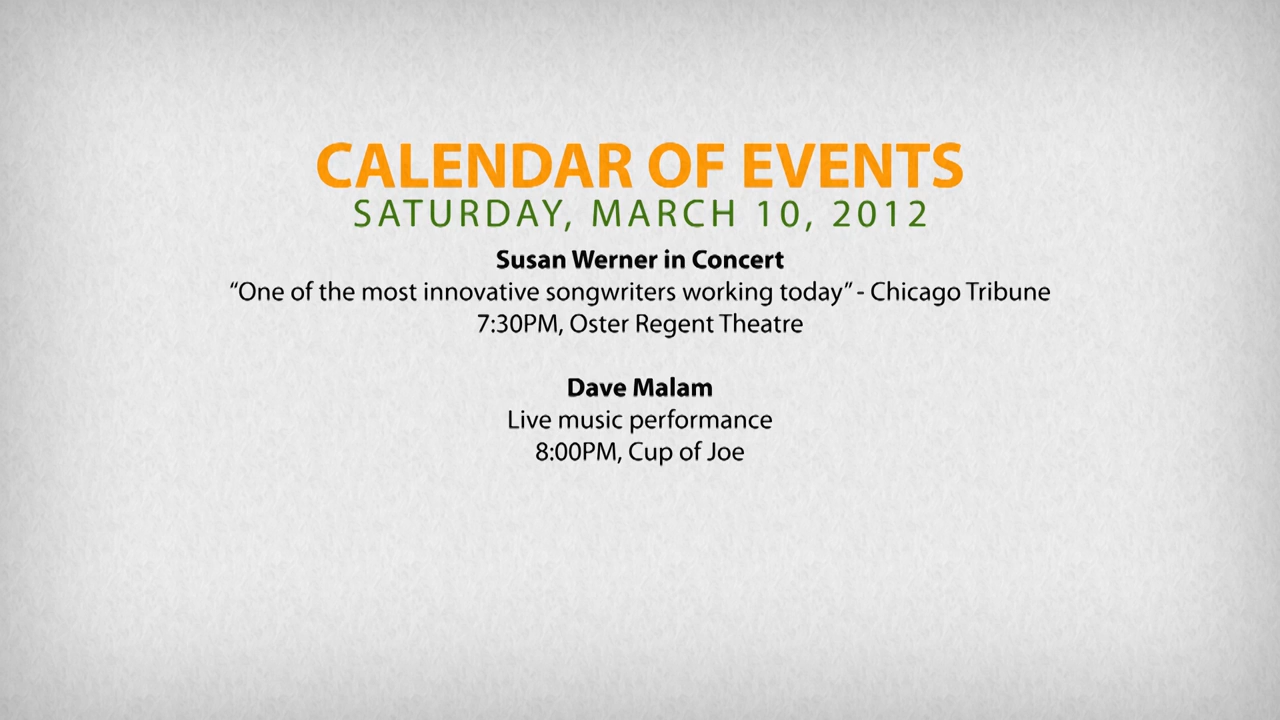 CALENDAR OF EVENTS
SATURDAY, MARCH 10, 2012
Susan Werner in Concert
“One of the most innovative songwriters working today” - Chicago Tribune
7:30PM, Oster Regent Theatre
Dave Malam
Live music performance
8:00PM, Cup of Joe